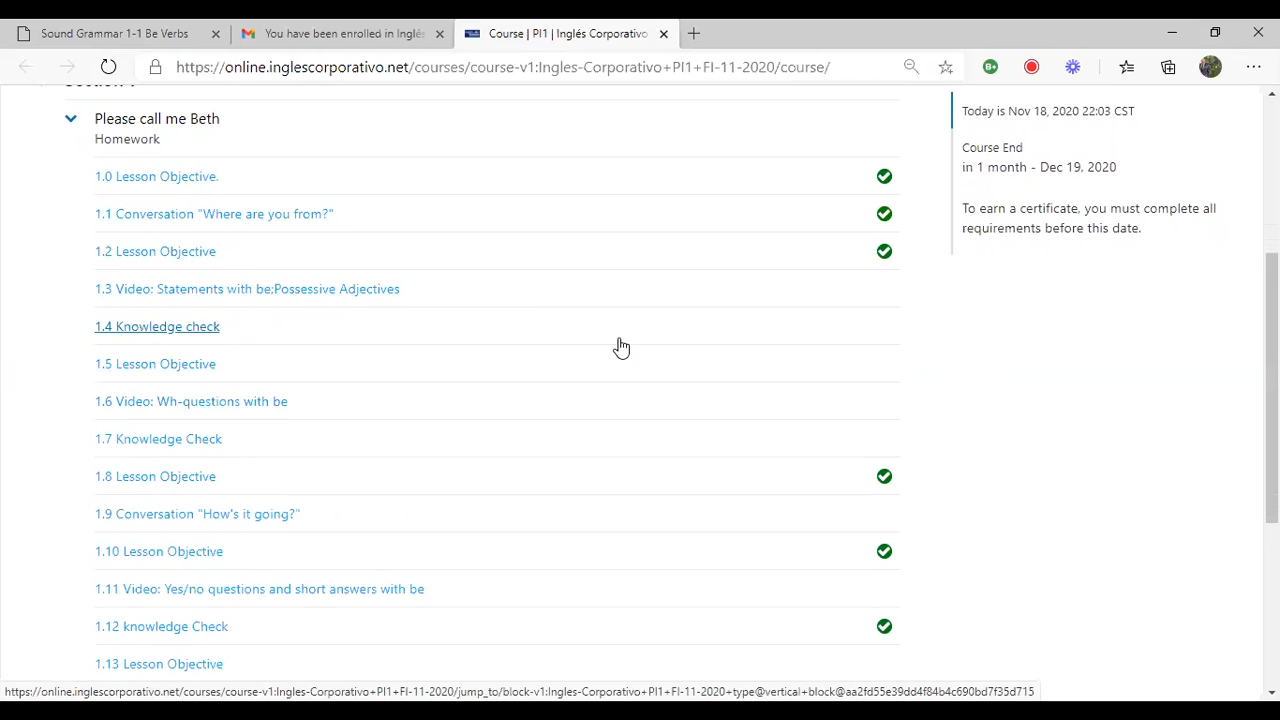 Sound Grammar 1-1 Be Verbs
You have been enrolled in Inglés
Course | PI1 | Inglés Corporativo
https://online.inglescorporativo.net/courses/course-v1:Ingles-Corporativo+PI1+FI-11-2020/course/
Please call me Beth
Homework
1.0 Lesson Objective.
1.1 Conversation "Where are you from?"
1.2 Lesson Objective
1.3 Video: Statements with be;Possessive Adjectives
1.4 Knowledge check
1.5 Lesson Objective
1.6 Video: Wh-questions with be
1.7 Knowledge Check
1.8 Lesson Objective
1.9 Conversation "How's it going?"
1.10 Lesson Objective
1.11 Video: Yes/no questions and short answers with be
1.12 knowledge Check
1.13 Lesson Objective
Today is Nov 18, 2020 22:03 CST
Course End
in 1 month - Dec 19, 2020
To earn a certificate, you must complete all
requirements before this date.
https://online.inglescorporativo.net/courses/course-v1:Ingles-Corporativo+PI1+FI-11-2020/jump_to/block-v1:Ingles-Corporativo+PI1+FI-11-2020+type@vertical+block@aa2fd55e39dd4f84b4c690bd7f35d715